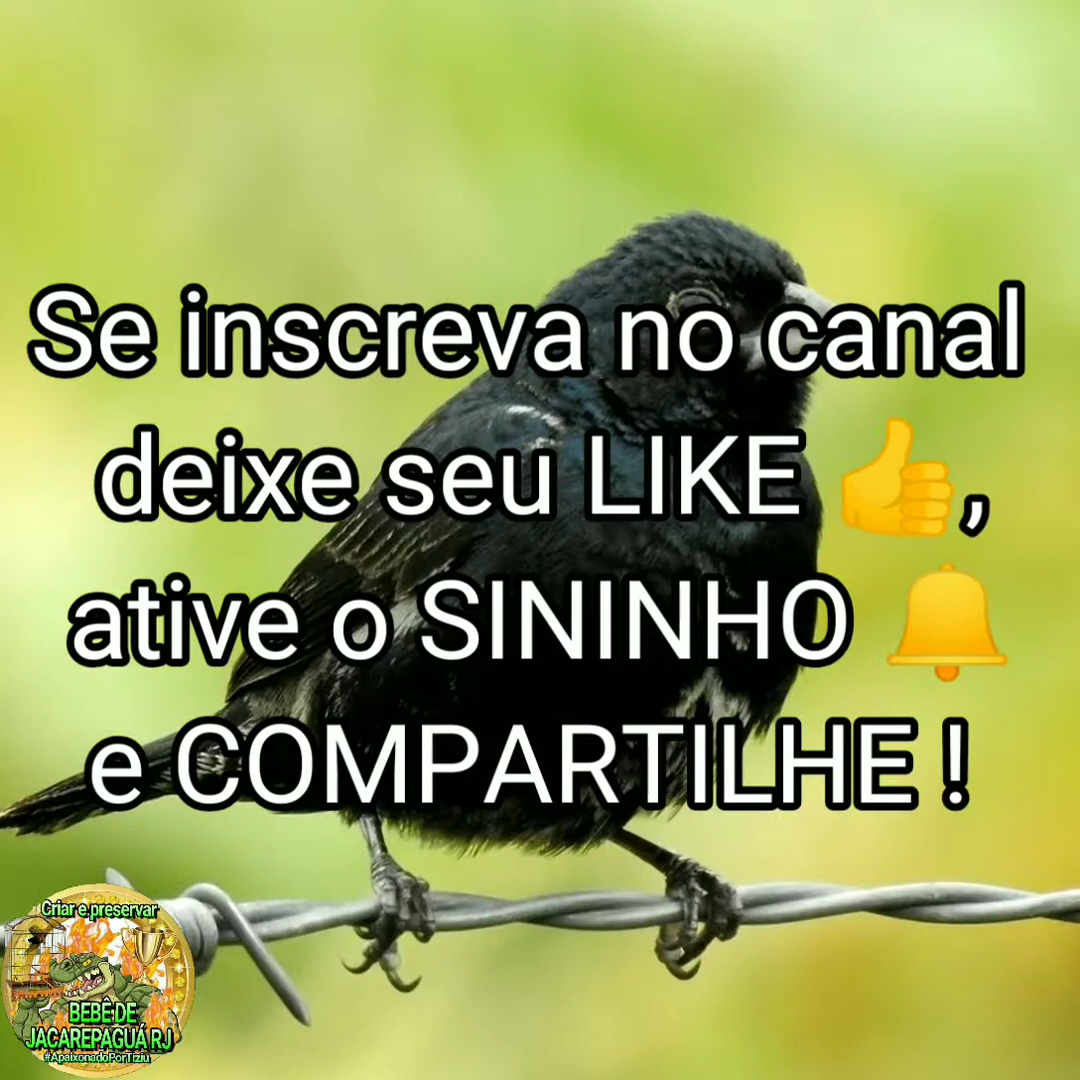 Se inscreva no canal
deixe seu LIKE 👍,
ative o SININHO 🔔
e COMPARTILHE !
Criar e preservar
BEBÊ DE
JACAREPAGUÁ RJ
#ApaixonadoPorTiziu